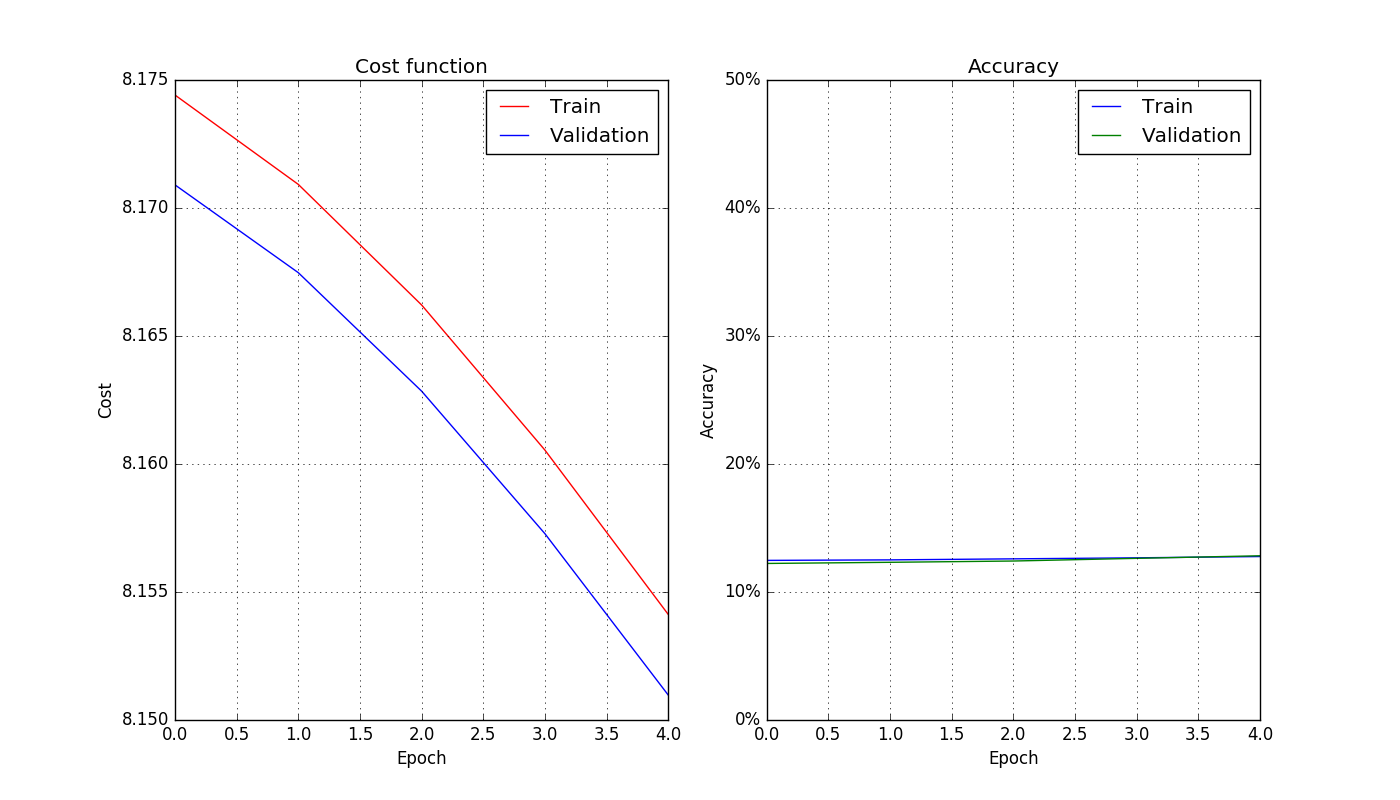 Cost function
8.175
8.170
8.165
8.160
8.155
8.150
Cost
Train
Validation
0.0 0.5 1.0 1.5 2.0 2.5 3.0 3.5 4.0
Epoch
Accuracy
50%
40%
30%
20%
10%
0%
Accuracy
Train
Validation
0.0 0.5 1.0 1.5 2.0 2.5 3.0 3.5 4.0
Epoch